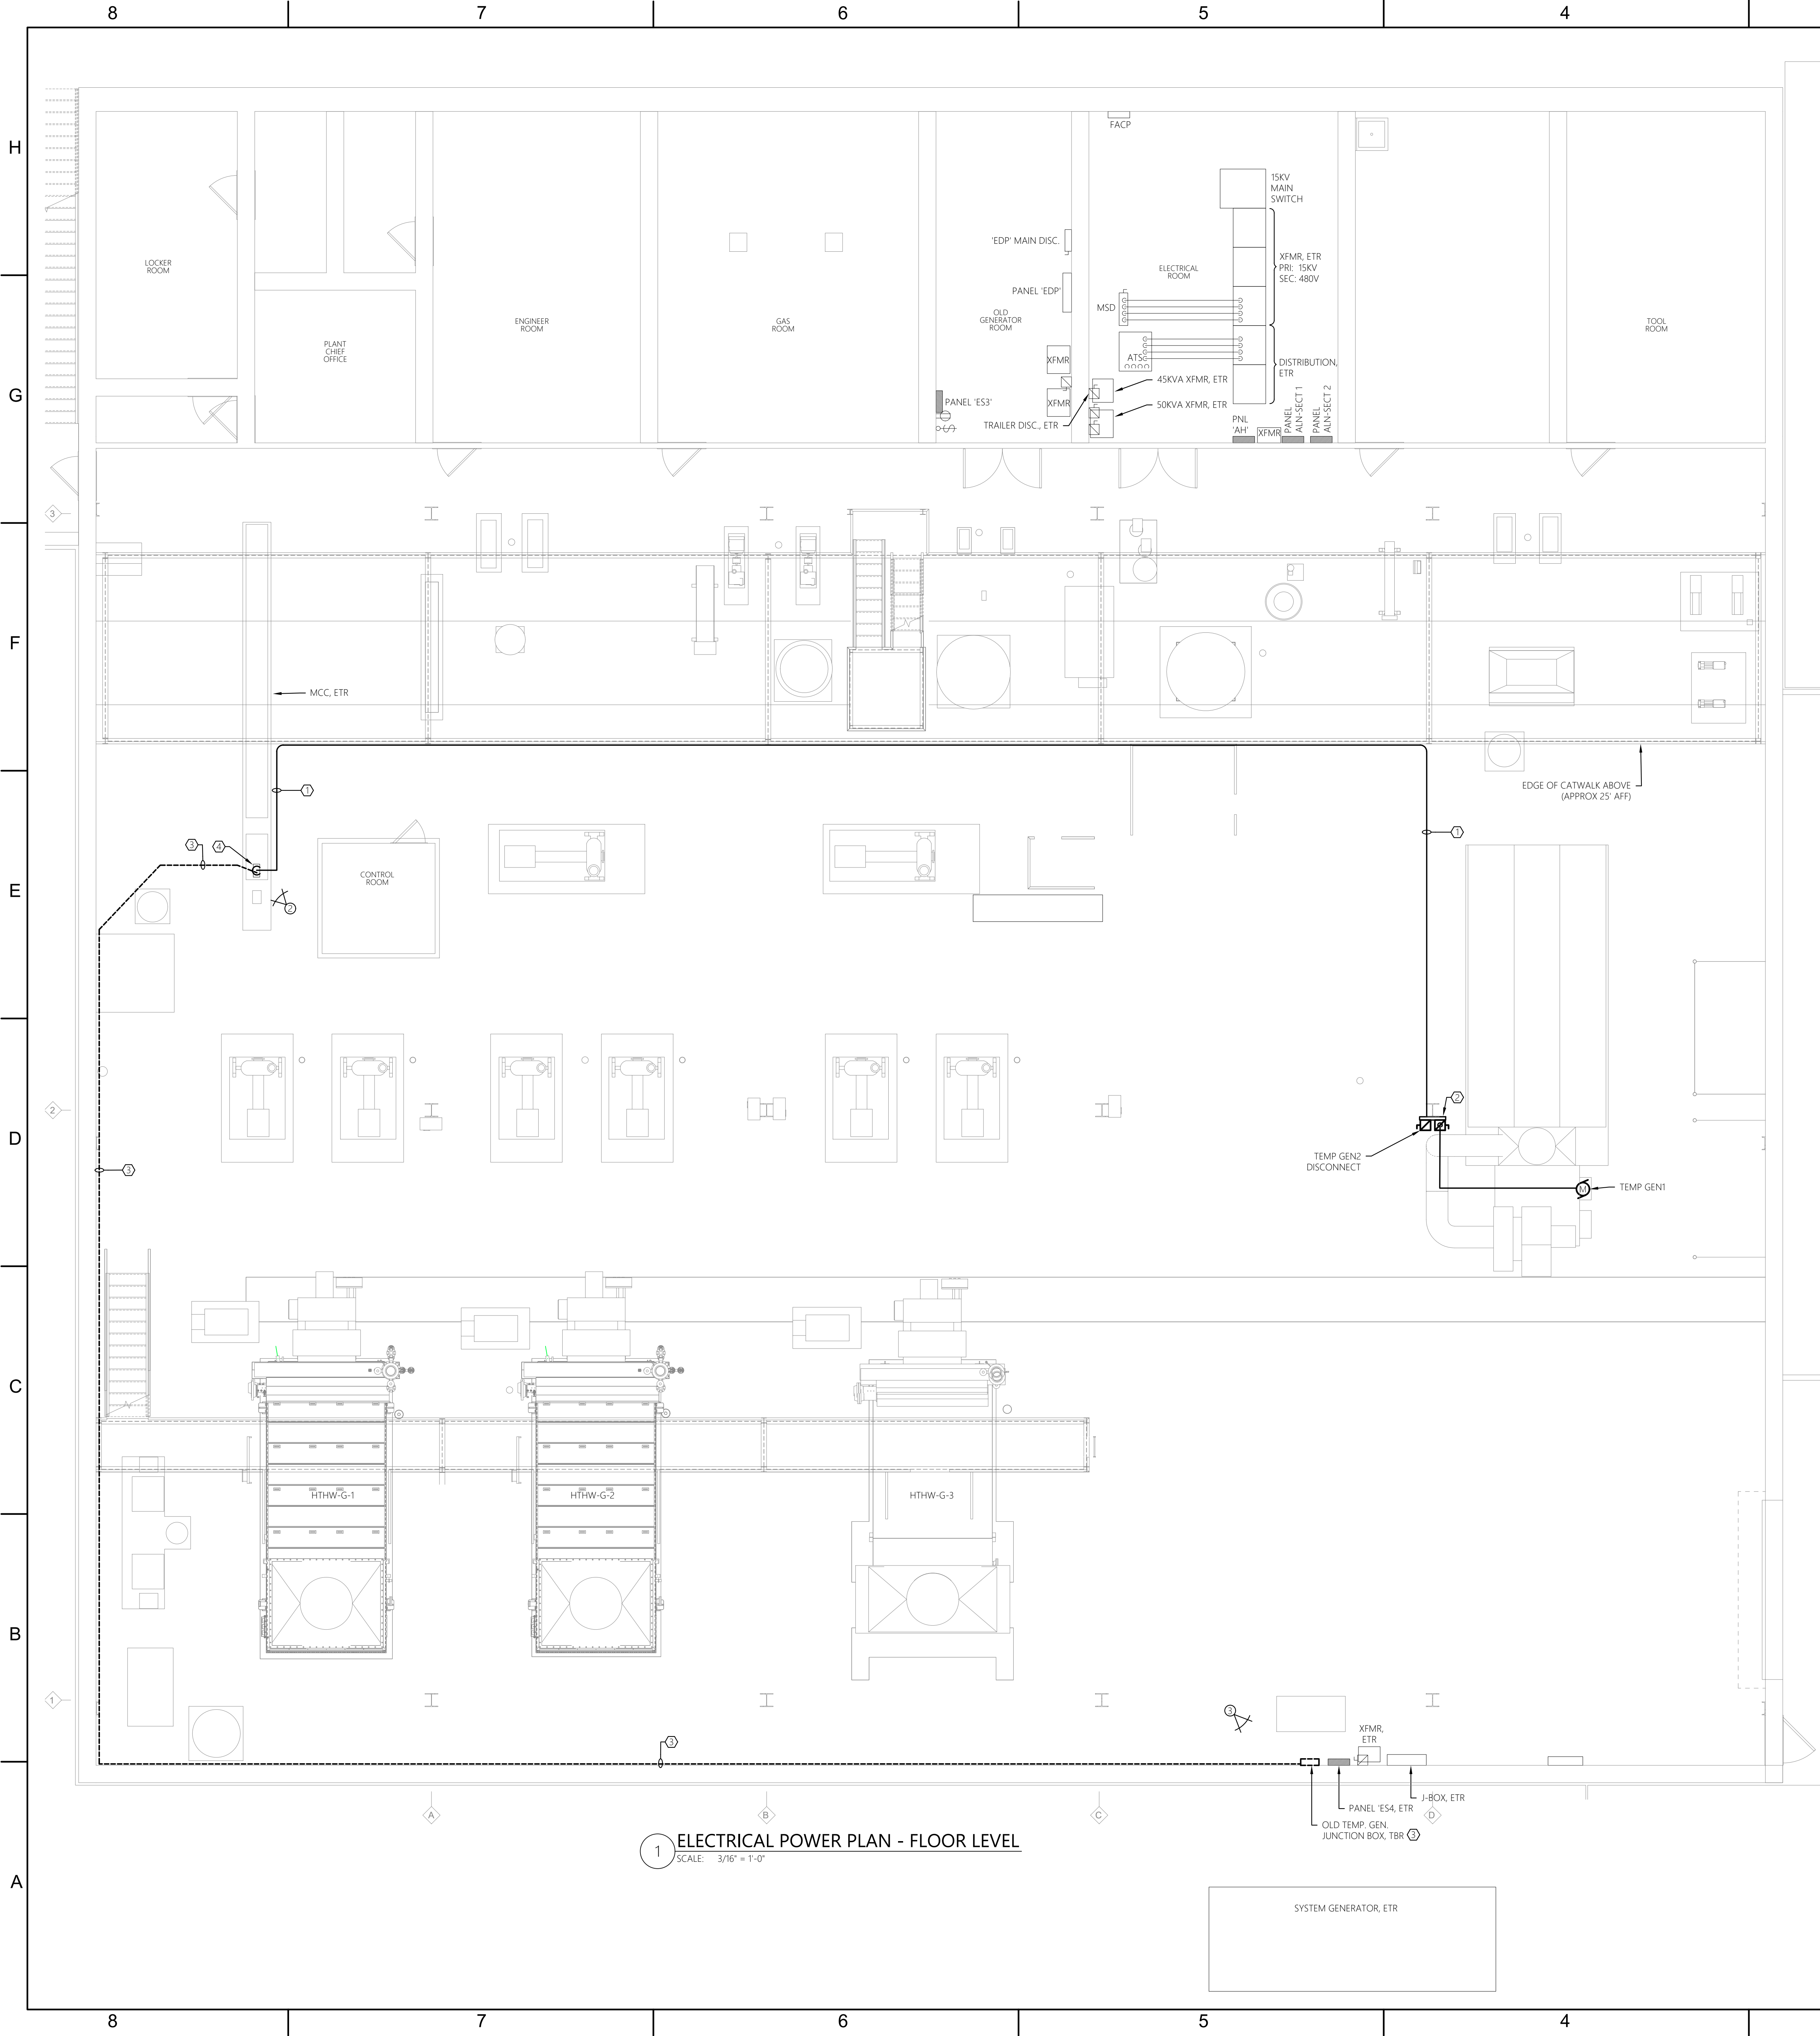 8 7 6 5 4
H
FACP
15KV
MAIN
SWITCH
'EDP' MAIN DISC.
LOCKER
ROOM
XFMR, ETR
PRI: 15KV
SEC: 480V
ELECTRICAL
ROOM
PANEL 'EDP'
MSD
OLD
GENERATOR
ROOM
ENGINEER
ROOM
GAS
ROOM
TOOL
ROOM
PLANT
CHIEF
OFFICE
XFMR
ATS
DISTRIBUTION,
ETR
45KVA XFMR, ETR
G
PANEL 'ES3'
XFMR
50KVA XFMR, ETR
TRAILER DISC., ETR
PNL
'AH'
XFMR
PANEL
ALN-SECT 1
PANEL
ALN-SECT 2
3
F
MCC, ETR
EDGE OF CATWALK ABOVE
(APPROX 25' AFF)
1
1
3
4
CONTROL
ROOM
E
2
2
2
D
TEMP GEN2
DISCONNECT
3
TEMP GEN1
M
C
HTHW-G-1
HTHW-G-2
HTHW-G-3
B
1
3
XFMR,
ETR
3
J-BOX, ETR
PANEL 'ES4, ETR
A
B
C
D
OLD TEMP. GEN.
JUNCTION BOX, TBR 3
1
ELECTRICAL POWER PLAN - FLOOR LEVEL
SCALE: 3/16" = 1'-0"
A
SYSTEM GENERATOR, ETR
8 7 6 5 4